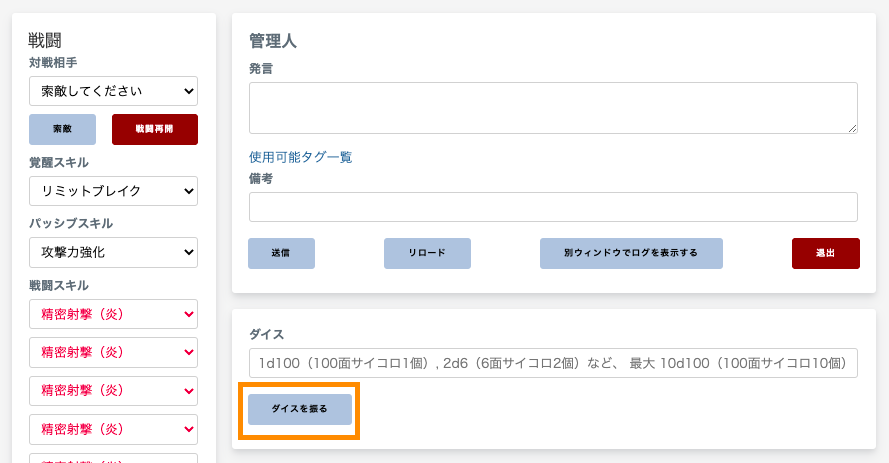 戦闘
対戦相手
索敵してください
索敵
戦闘再開
覚醒スキル
リミットブレイク
パッシブスキル
攻撃力強化
戦闘スキル
精密射撃（炎）
精密射撃（炎）
精密射撃（炎）
精密射撃（炎）
精密射撃（炎）
管理人
発言
使用可能タグ一覧
備考
送信
リロード
別ウィンドウでログを表示する
退出
ダイス
1d100（100面サイコロ1個）, 2d6（6面サイコロ2個）など、 最大 10d100（100面サイコロ10個）
ダイスを振る